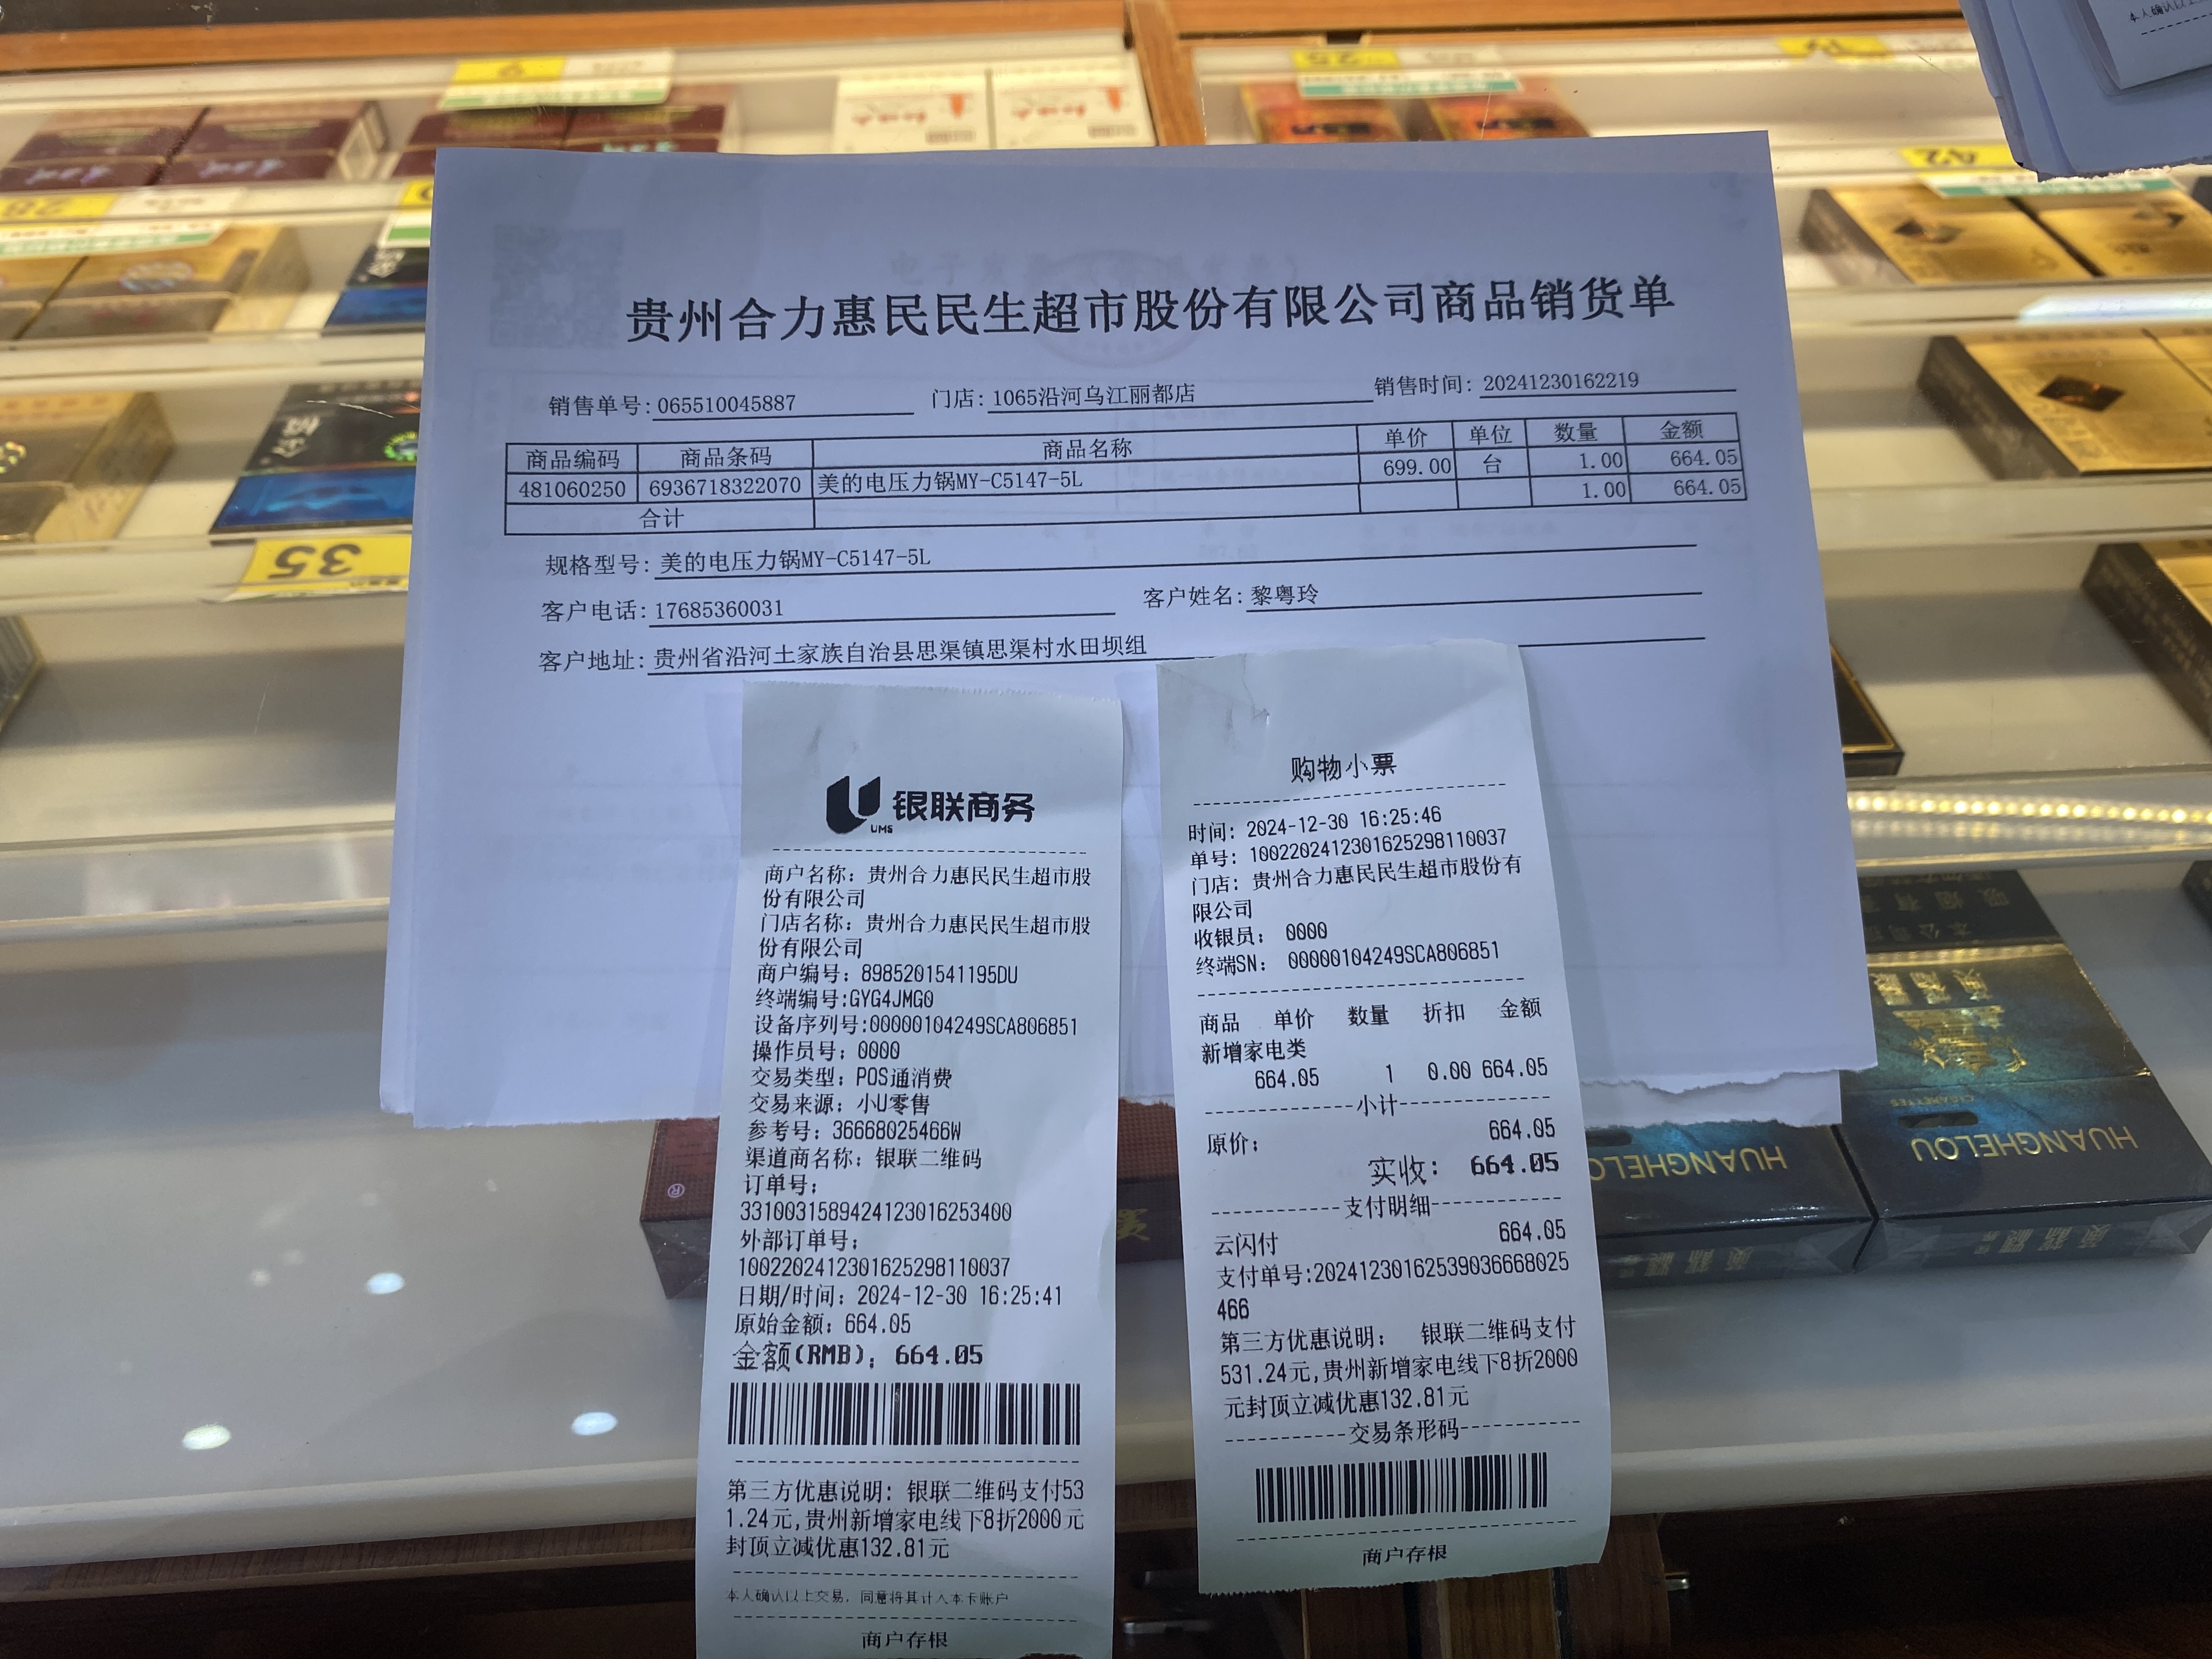 贵州合力惠民民生超市股份有限公司商品销货单
销售单号: 065510045887 门店: 1065沿河乌江丽都店 销售时间: 20241230162219
商品编码 商品条码 商品名称 单价 单位 数量 金额
481060250 6936718322070 美的电压力锅MY-C5147-5L 699.00 台 1.00 664.05
合计 1.00 664.05
规格型号: 美的电压力锅MY-C5147-5L
客户电话: 17685360031 客户姓名: 黎粤玲
客户地址: 贵州省沿河土家族自治县思渠镇思渠村水田坝组
UMS 银联商务
商户名称: 贵州合力惠民民生超市股
份有限公司
门店名称: 贵州合力惠民民生超市股
份有限公司
商户编号: 8985201541195DU
终端编号:GYG4JMG0
设备序列号:00000104249SCA806851
操作员号: 0000
交易类型: POS通消费
交易来源: 小U零售
参考号: 36668025466W
渠道商名称: 银联二维码
订单号:
3310031589424123016253400
外部订单号:
10022024123016252981​10037
日期/时间: 2024-12-30 16:25:41
原始金额: 664.05
金额(RMB): 664.05
第三方优惠说明: 银联二维码支付53
1.24元,贵州新增家电线下8折2000元
封顶立减优惠132.81元
本人确认以上交易, 同意将其计入本卡账户
商户存根
购物小票
时间: 2024-12-30 16:25:46
单号: 1002202412301625298110037
门店: 贵州合力惠民民生超市股份有
限公司
收银员: 0000
终端SN: 00000104249SCA806851
商品 单价 数量 折扣 金额
新增家电类
664.05 1 0.00 664.05
小计
原价: 664.05
实收: 664.05
支付明细
云闪付 664.05
支付单号:202412301625390366​68025
466
第三方优惠说明: 银联二维码支付
531.24元,贵州新增家电线下8折2000
元封顶立减优惠132.81元
交易条形码
商户存根
35
28
25
42
HUANGHELOU
HUANGHELOU
CIGARETTES